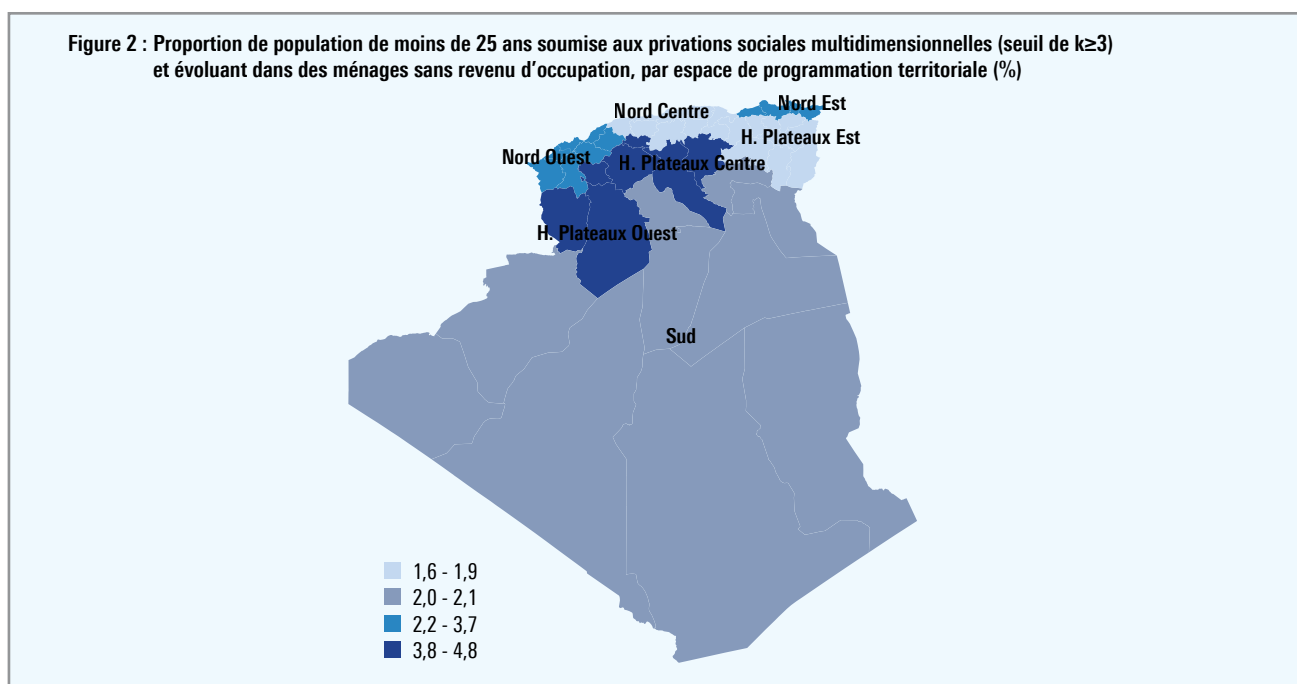 Figure 2 : Proportion de population de moins de 25 ans soumise aux privations sociales multidimensionnelles (seuil de k≥3)
et évoluant dans des ménages sans revenu d’occupation, par espace de programmation territoriale (%)
Nord Centre
Nord Est
H. Plateaux Est
Nord Ouest
H. Plateaux Centre
H. Plateaux Ouest
Sud
1,6 - 1,9
2,0 - 2,1
2,2 - 3,7
3,8 - 4,8